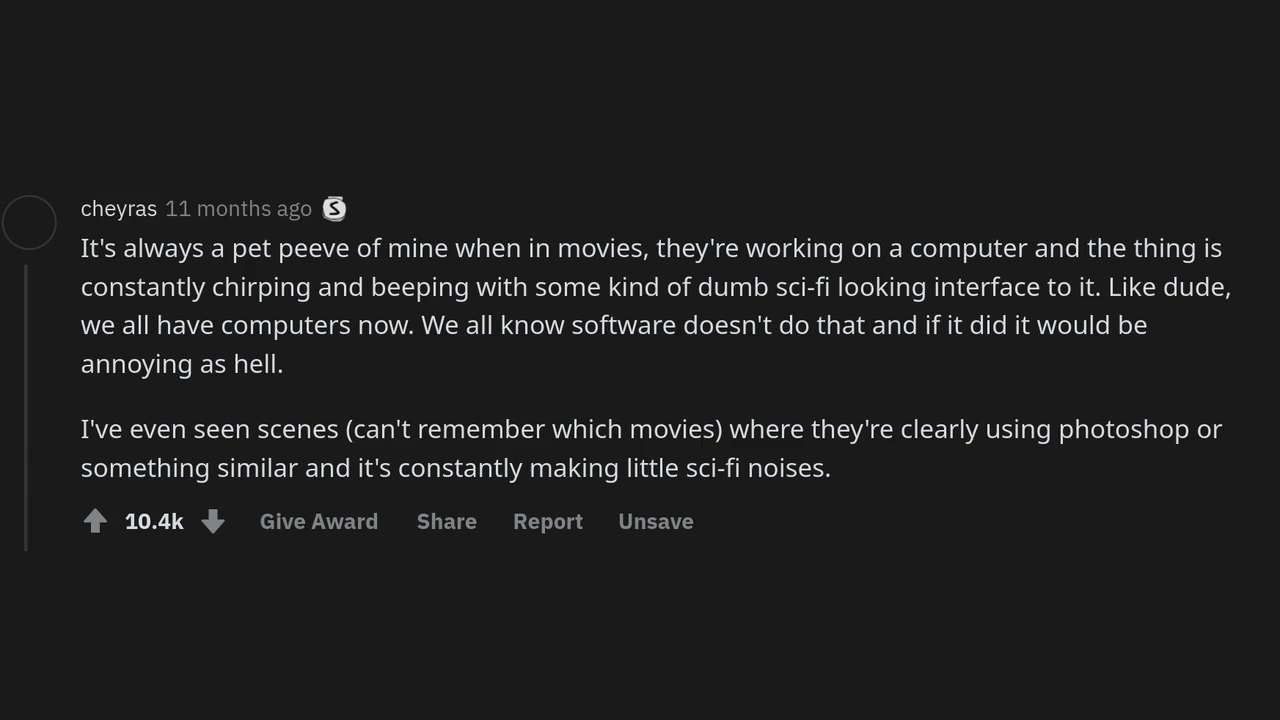 cheyras 11 months ago S
It's always a pet peeve of mine when in movies, they're working on a computer and the thing is
constantly chirping and beeping with some kind of dumb sci-fi looking interface to it. Like dude,
we all have computers now. We all know software doesn't do that and if it did it would be
annoying as hell.
I've even seen scenes (can't remember which movies) where they're clearly using photoshop or
something similar and it's constantly making little sci-fi noises.
10.4k Give Award Share Report Unsave